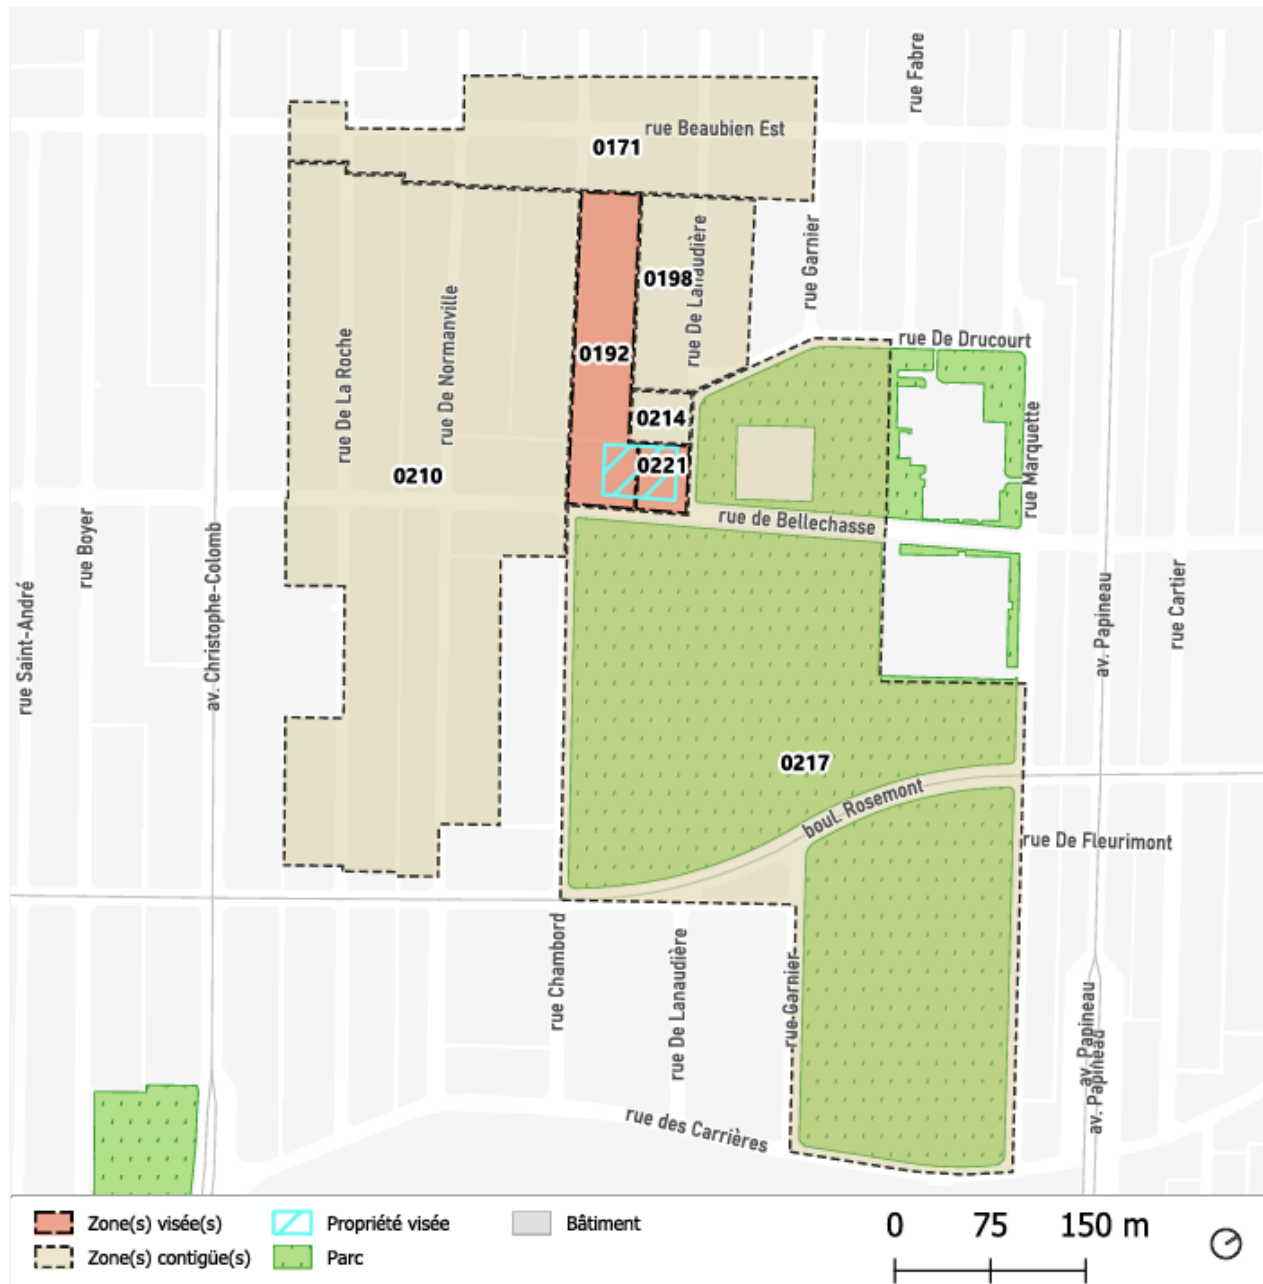 rue Fabre
rue Beaubien Est
0171
rue De Lanaudière
rue Garnier
0198
rue De Normanville
rue De La Roche
rue De Drucourt
0192
0214
rue Marquette
0221
0210
rue de Bellechasse
rue Boyer
av. Christophe-Colomb
rue Saint-André
av. Papineau
rue Cartier
0217
boul. Rosemont
rue De Fleurimont
rue Chambord
rue De Lanaudière
rue Garnier
av. Papineau
av. Papineau
rue des Carrières
Zone(s) visée(s)
Propriété visée
Bâtiment
Zone(s) contigüe(s)
Parc
0 75 150 m